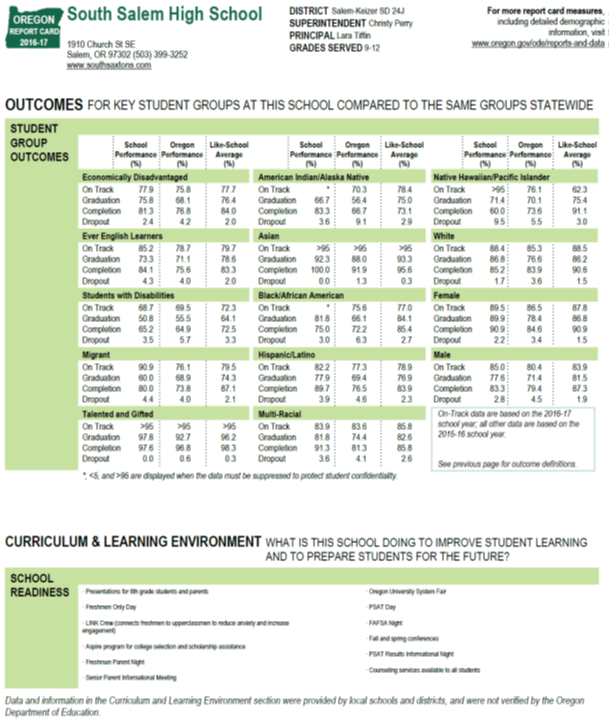 OREGON
REPORT CARD
2016-17
South Salem High School
1910 Church St SE
Salem, OR 97302 (503) 399-3252
www.southsaxtons.com
DISTRICT Salem-Keizer SD 24J
SUPERINTENDENT Christy Perry
PRINCIPAL Lara Tiffin
GRADES SERVED 9-12
For more report card measures,
including detailed demographic
information, visit
www.oregon.gov/ode/reports-and-data
OUTCOMES FOR KEY STUDENT GROUPS AT THIS SCHOOL COMPARED TO THE SAME GROUPS STATEWIDE
STUDENT
GROUP
OUTCOMES
School Performance (%) Oregon Performance (%) Like-School Average (%)
Economically Disadvantaged
On Track 77.9 75.8 77.7
Graduation 75.8 68.1 76.4
Completion 81.3 76.8 84.0
Dropout 2.4 4.2 2.0
Ever English Learners
On Track 85.2 78.7 79.7
Graduation 73.3 71.1 78.6
Completion 84.1 75.6 83.3
Dropout 4.3 4.0 2.0
Students with Disabilities
On Track 68.7 69.5 72.3
Graduation 50.8 55.5 64.1
Completion 65.2 64.9 72.5
Dropout 3.5 5.7 3.3
Migrant
On Track 90.9 76.1 79.5
Graduation 60.0 68.9 74.3
Completion 80.0 73.8 87.1
Dropout 4.4 4.0 2.1
Talented and Gifted
On Track >95 >95 >95
Graduation 97.8 92.7 96.2
Completion 97.6 96.8 98.3
Dropout 0.0 0.6 0.3
School Performance (%) Oregon Performance (%) Like-School Average (%)
American Indian/Alaska Native
On Track * 70.3 78.4
Graduation 66.7 56.4 75.0
Completion 83.3 66.7 73.1
Dropout 3.6 9.1 2.9
Asian
On Track >95 >95 >95
Graduation 92.3 88.0 93.3
Completion 100.0 91.9 95.6
Dropout 0.0 1.3 0.3
Black/African American
On Track * 75.6 77.0
Graduation 81.8 66.1 84.1
Completion 75.0 72.2 85.4
Dropout 3.0 6.3 2.7
Hispanic/Latino
On Track 82.2 77.3 78.9
Graduation 77.9 69.4 76.9
Completion 89.7 76.5 83.9
Dropout 3.9 4.6 2.3
Multi-Racial
On Track 83.9 83.6 85.8
Graduation 81.8 74.4 82.6
Completion 91.3 81.3 85.8
Dropout 3.6 4.1 2.6
School Performance (%) Oregon Performance (%) Like-School Average (%)
Native Hawaiian/Pacific Islander
On Track >95 76.1 62.3
Graduation 71.4 70.1 75.4
Completion 60.0 73.6 91.1
Dropout 9.5 5.5 3.0
White
On Track 88.4 85.3 88.5
Graduation 86.8 76.6 86.2
Completion 85.2 83.9 90.6
Dropout 1.7 3.6 1.5
Female
On Track 89.5 86.5 87.8
Graduation 89.9 78.4 86.8
Completion 90.9 84.6 90.9
Dropout 2.2 3.4 1.5
Male
On Track 85.0 80.4 83.9
Graduation 77.6 71.4 81.5
Completion 83.3 79.4 87.3
Dropout 2.8 4.5 1.9
On-Track data are based on the 2016-17
school year; all other data are based on the
2015-16 school year.
See previous page for outcome definitions.
*, <5, and >95 are displayed when the data must be suppressed to protect student confidentiality.
CURRICULUM & LEARNING ENVIRONMENT WHAT IS THIS SCHOOL DOING TO IMPROVE STUDENT LEARNING
AND TO PREPARE STUDENTS FOR THE FUTURE?
SCHOOL
READINESS
· Presentations for 8th grade students and parents
· Freshmen Only Day
· LINK Crew (connects freshmen to upperclassmen to reduce anxiety and increase
engagement)
· Aspire program for college selection and scholarship assistance
· Freshman Parent Night
· Senior Parent Informational Meeting
· Oregon University System Fair
· PSAT Day
· FAFSA Night
· Fall and spring conferences
· PSAT Results Informational Night
· Counseling services available to all students
Data and information in the Curriculum and Learning Environment section were provided by local schools and districts, and were not verified by the Oregon
Department of Education.